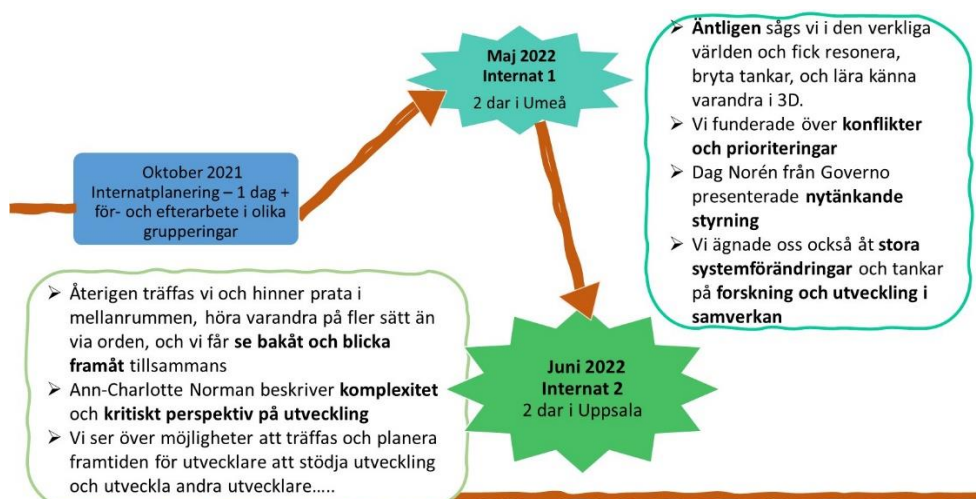 Oktober 2021
Internatplanering – 1 dag +
för- och efterarbete i olika
grupperingar
Maj 2022
Internat 1
2 dar i Umeå
➢ Äntligen sågs vi i den verkliga
världen och fick resonera,
bryta tankar, och lära känna
varandra i 3D.
➢ Vi funderade över konflikter
och prioriteringar
➢ Dag Norén från Governo
presenterade nytänkande
styrning
➢ Vi ägnade oss också åt stora
systemförändringar och tankar
på forskning och utveckling i
samverkan
➢ Återigen träffas vi och hinner prata i
mellanrummen, höra varandra på fler sätt än
via orden, och vi får se bakåt och blicka
framåt tillsammans
➢ Ann-Charlotte Norman beskriver komplexitet
och kritiskt perspektiv på utveckling
➢ Vi ser över möjligheter att träffas och planera
framtiden för utvecklare att stödja utveckling
och utveckla andra utvecklare.....
Juni 2022
Internat 2
2 dar i Uppsala